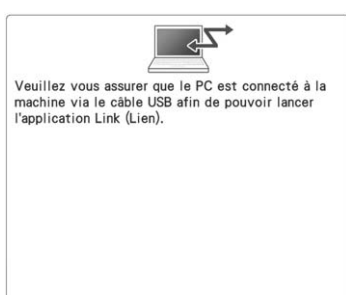 Veuillez vous assurer que le PC est connecté à la
machine via le câble USB afin de pouvoir lancer
l'application Link (Lien).